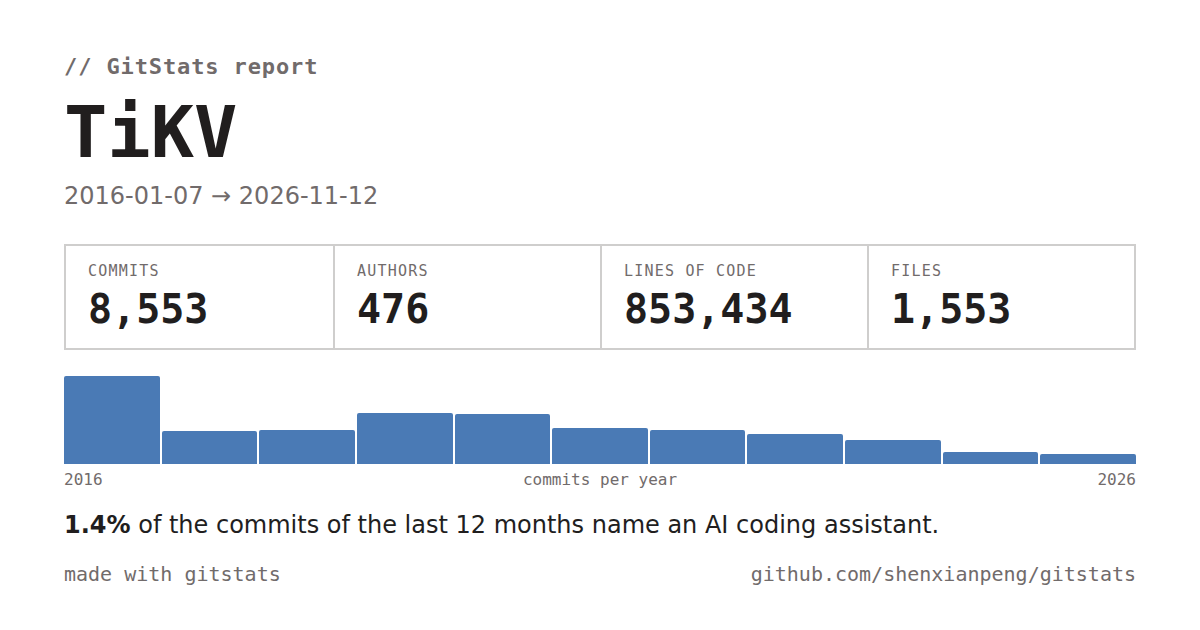 // GitStats report
TiKV
2016-01-07 → 2026-11-12
COMMITS AUTHORS LINES OF CODE FILES
8,553 476 853,434 1,553
2016 commits per year 2026
1.4% of the commits of the last 12 months name an AI coding assistant.
made with gitstats github.com/shenxianpeng/gitstats